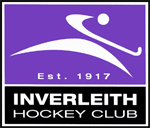 Est. 1917
INVERLEITH
HOCKEY CLUB